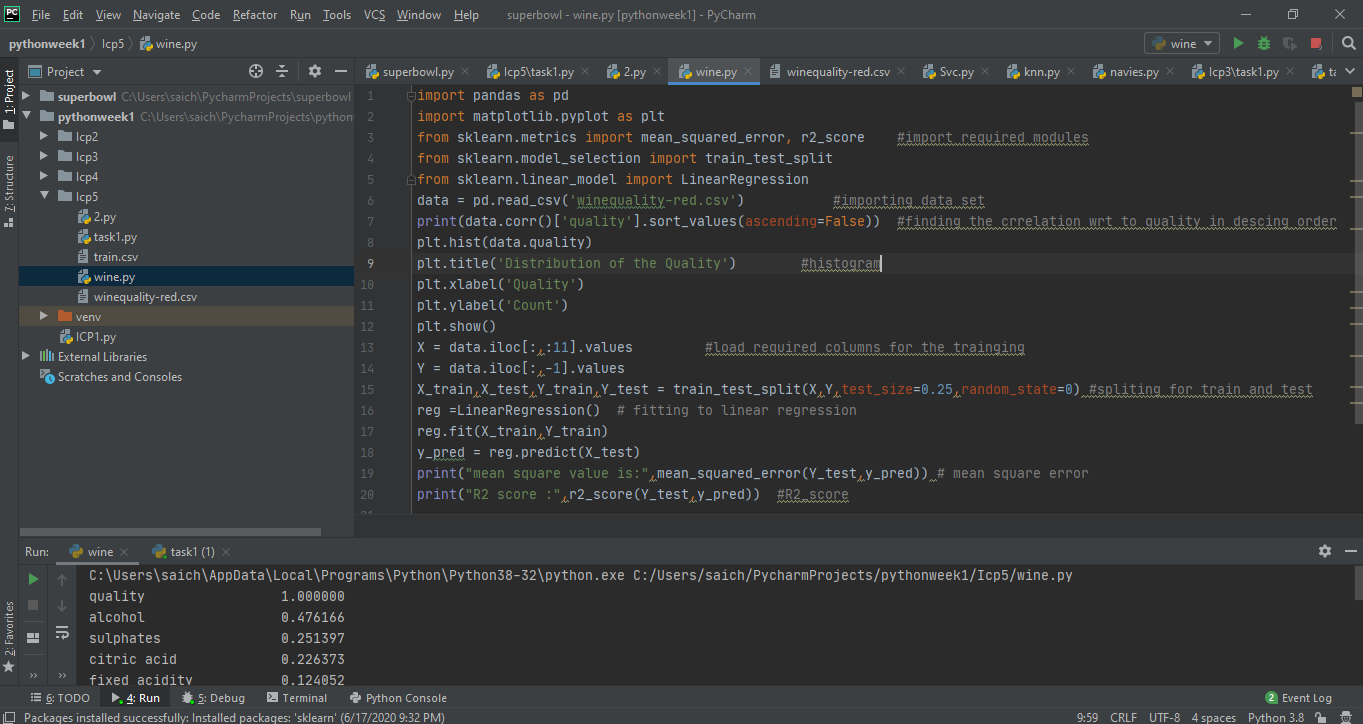 PC File Edit View Navigate Code Refactor Run Tools VCS Window Help superbowl - wine.py [pythonweek1] - PyCharm
pythonweek1 Icp5 wine.py wine
Project superbowl.py Icp5\task1.py 2.py wine.py winequality-red.csv Svc.py knn.py navies.py Icp3\task1.py
1: Project
7: Structure
2: Favorites
superbowl C:\Users\saich\PycharmProjects\superbowl
pythonweek1 C:\Users\saich\PycharmProjects\python
Icp2
Icp3
Icp4
Icp5
2.py
task1.py
train.csv
wine.py
winequality-red.csv
venv
ICP1.py
External Libraries
Scratches and Consoles
1 import pandas as pd
2 import matplotlib.pyplot as plt
3 from sklearn.metrics import mean_squared_error, r2_score #import required modules
4 from sklearn.model_selection import train_test_split
5 from sklearn.linear_model import LinearRegression
6 data = pd.read_csv('winequality-red.csv') #importing data set
7 print(data.corr()['quality'].sort_values(ascending=False)) #finding the crrelation wrt to quality in descing order
8 plt.hist(data.quality)
9 plt.title('Distribution of the Quality') #histogram
10 plt.xlabel('Quality')
11 plt.ylabel('Count')
12 plt.show()
13 X = data.iloc[:,:11].values #load required columns for the trainging
14 Y = data.iloc[:,-1].values
15 X_train,X_test,Y_train,Y_test = train_test_split(X,Y,test_size=0.25,random_state=0) #spliting for train and test
16 reg =LinearRegression() # fitting to linear regression
17 reg.fit(X_train,Y_train)
18 y_pred = reg.predict(X_test)
19 print("mean square value is:",mean_squared_error(Y_test,y_pred)) # mean square error
20 print("R2 score :",r2_score(Y_test,y_pred)) #R2_score
Run: wine task1 (1)
C:\Users\saich\AppData\Local\Programs\Python\Python38-32\python.exe C:/Users/saich/PycharmProjects/pythonweek1/Icp5/wine.py
quality 1.000000
alcohol 0.476166
sulphates 0.251397
citric acid 0.226373
fixed acidity 0.124052
6: TODO 4: Run 5: Debug Terminal Python Console 2 Event Log
Packages installed successfully: Installed packages: 'sklearn' (6/17/2020 9:32 PM) 9:59 CRLF UTF-8 4 spaces Python 3.8